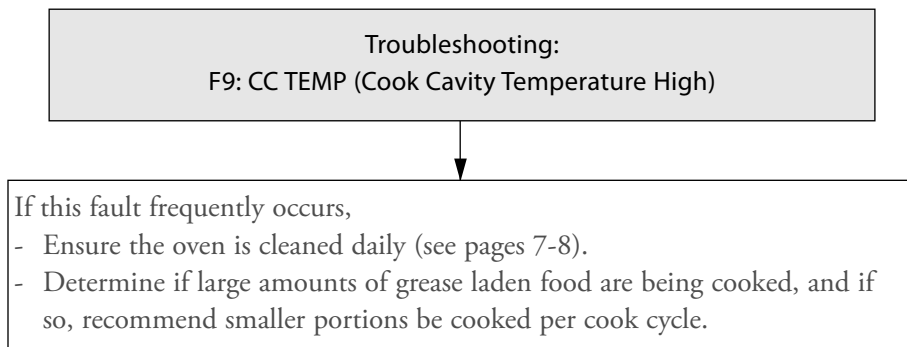 Troubleshooting:
F9: CC TEMP (Cook Cavity Temperature High)
If this fault frequently occurs,
- Ensure the oven is cleaned daily (see pages 7-8).
- Determine if large amounts of grease laden food are being cooked, and if
so, recommend smaller portions be cooked per cook cycle.